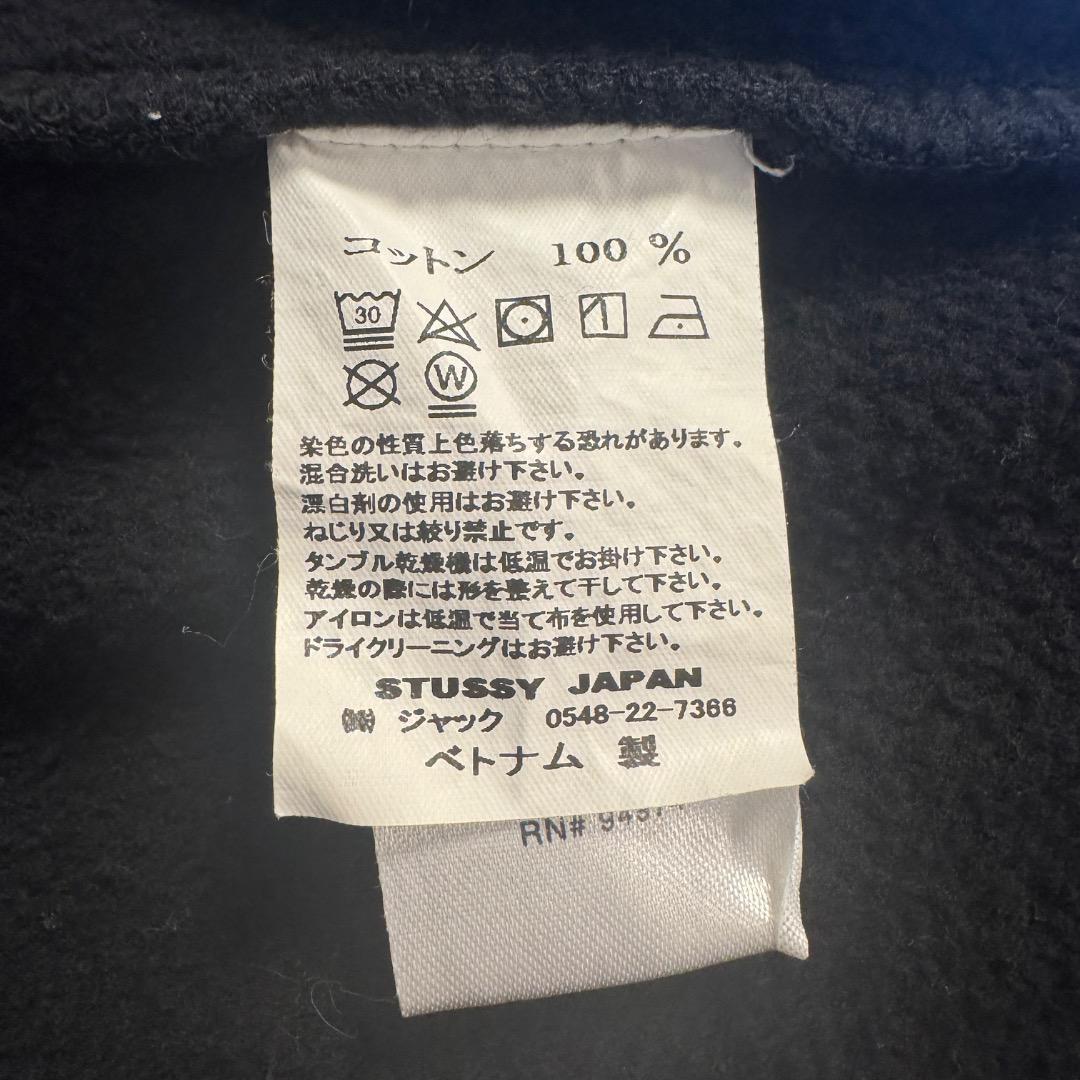 コットン 100 %
30
W
染色の性質上色落ちする恐れがあります。
混合洗いはお避け下さい。
漂白剤の使用はお避け下さい。
ねじり又は絞り禁止です。
タンブル乾燥機は低温でお掛け下さい。
乾燥の際には形を整えて干して下さい。
アイロンは低温で当て布を使用して下さい。
ドライクリーニングはお避け下さい。
STUSSY JAPAN
㈱ ジャック 0548-22-7366
ベトナム 製
RN#